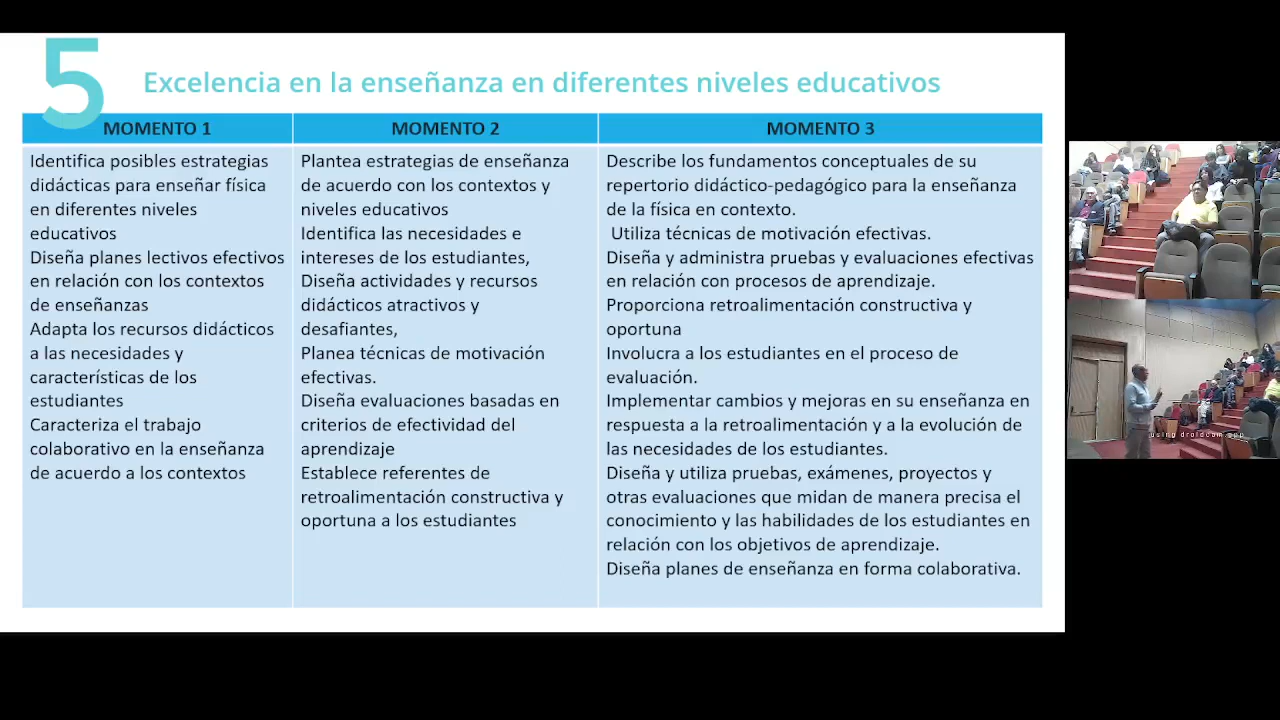 5
Excelencia en la enseñanza en diferentes niveles educativos
MOMENTO 1
Identifica posibles estrategias
didácticas para enseñar física
en diferentes niveles
educativos
Diseña planes lectivos efectivos
en relación con los contextos
de enseñanzas
Adapta los recursos didácticos
a las necesidades y
características de los
estudiantes
Caracteriza el trabajo
colaborativo en la enseñanza
de acuerdo a los contextos
MOMENTO 2
Plantea estrategias de enseñanza
de acuerdo con los contextos y
niveles educativos
Identifica las necesidades e
intereses de los estudiantes,
Diseña actividades y recursos
didácticos atractivos y
desafiantes,
Planea técnicas de motivación
efectivas.
Diseña evaluaciones basadas en
criterios de efectividad del
aprendizaje
Establece referentes de
retroalimentación constructiva y
oportuna a los estudiantes
MOMENTO 3
Describe los fundamentos conceptuales de su
repertorio didáctico-pedagógico para la enseñanza
de la física en contexto.
Utiliza técnicas de motivación efectivas.
Diseña y administra pruebas y evaluaciones efectivas
en relación con procesos de aprendizaje.
Proporciona retroalimentación constructiva y
oportuna
Involucra a los estudiantes en el proceso de
evaluación.
Implementar cambios y mejoras en su enseñanza en
respuesta a la retroalimentación y a la evolución de
las necesidades de los estudiantes.
Diseña y utiliza pruebas, exámenes, proyectos y
otras evaluaciones que midan de manera precisa el
conocimiento y las habilidades de los estudiantes en
relación con los objetivos de aprendizaje.
Diseña planes de enseñanza en forma colaborativa.
using droidcam app